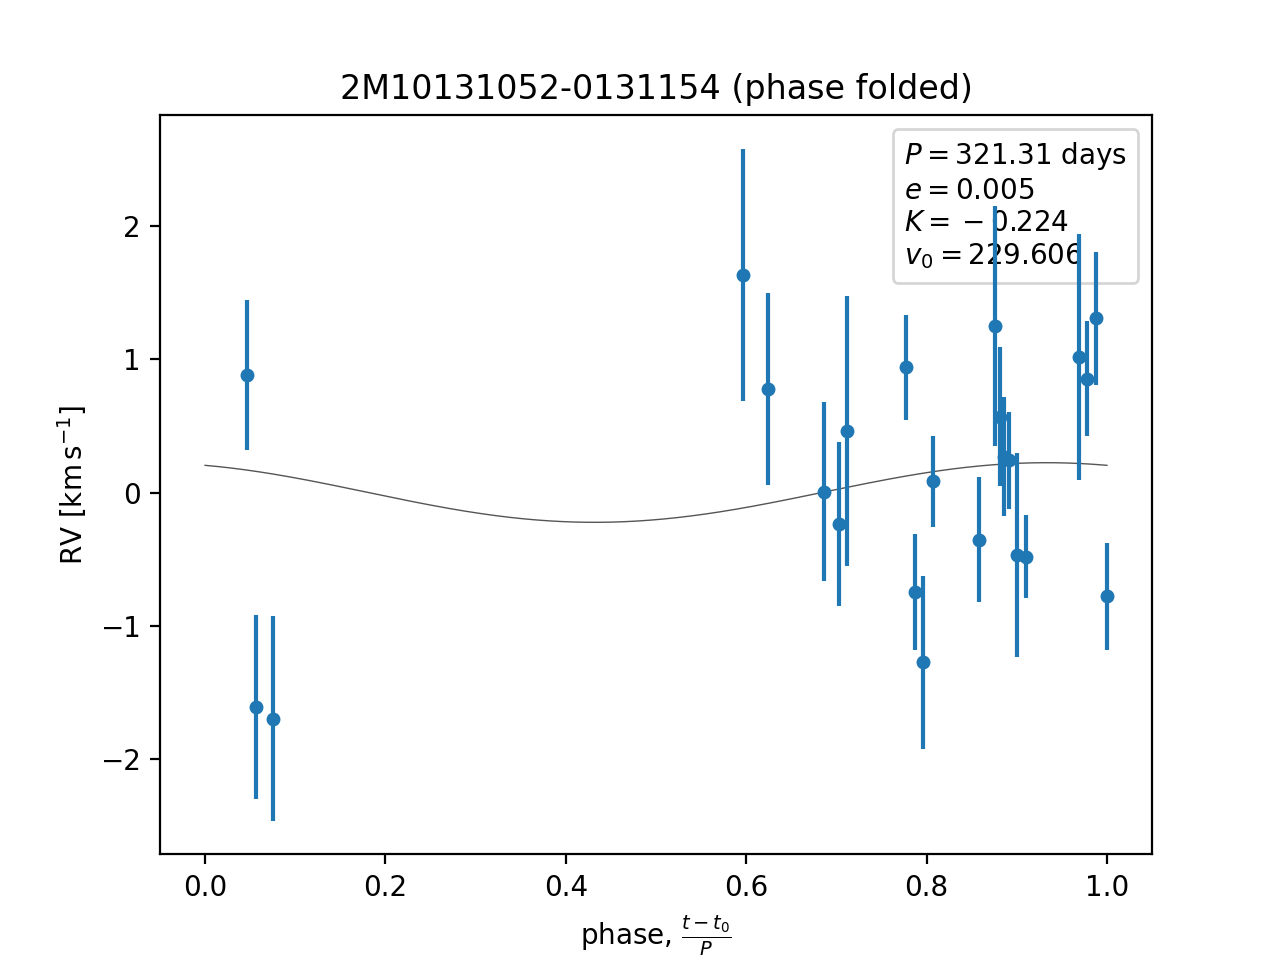 2M10131052-0131154 (phase folded)
P = 321.31 days
e = 0.005
K = −0.224
v₀ = 229.606
2
1
0
−1
−2
RV [km s⁻¹]
0.0 0.2 0.4 0.6 0.8 1.0
phase, (t − t₀)/P